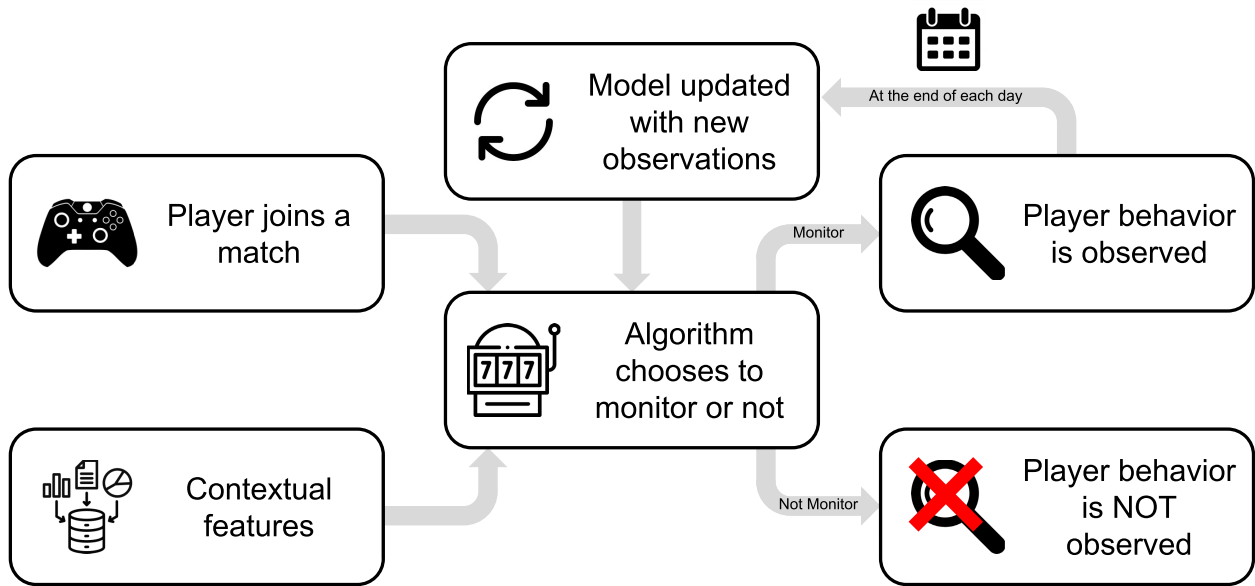 Model updated
with new
observations
At the end of each day
Player joins a
match
Monitor
Player behavior
is observed
777
Algorithm
chooses to
monitor or not
Contextual
features
Not Monitor
Player behavior
is NOT
observed